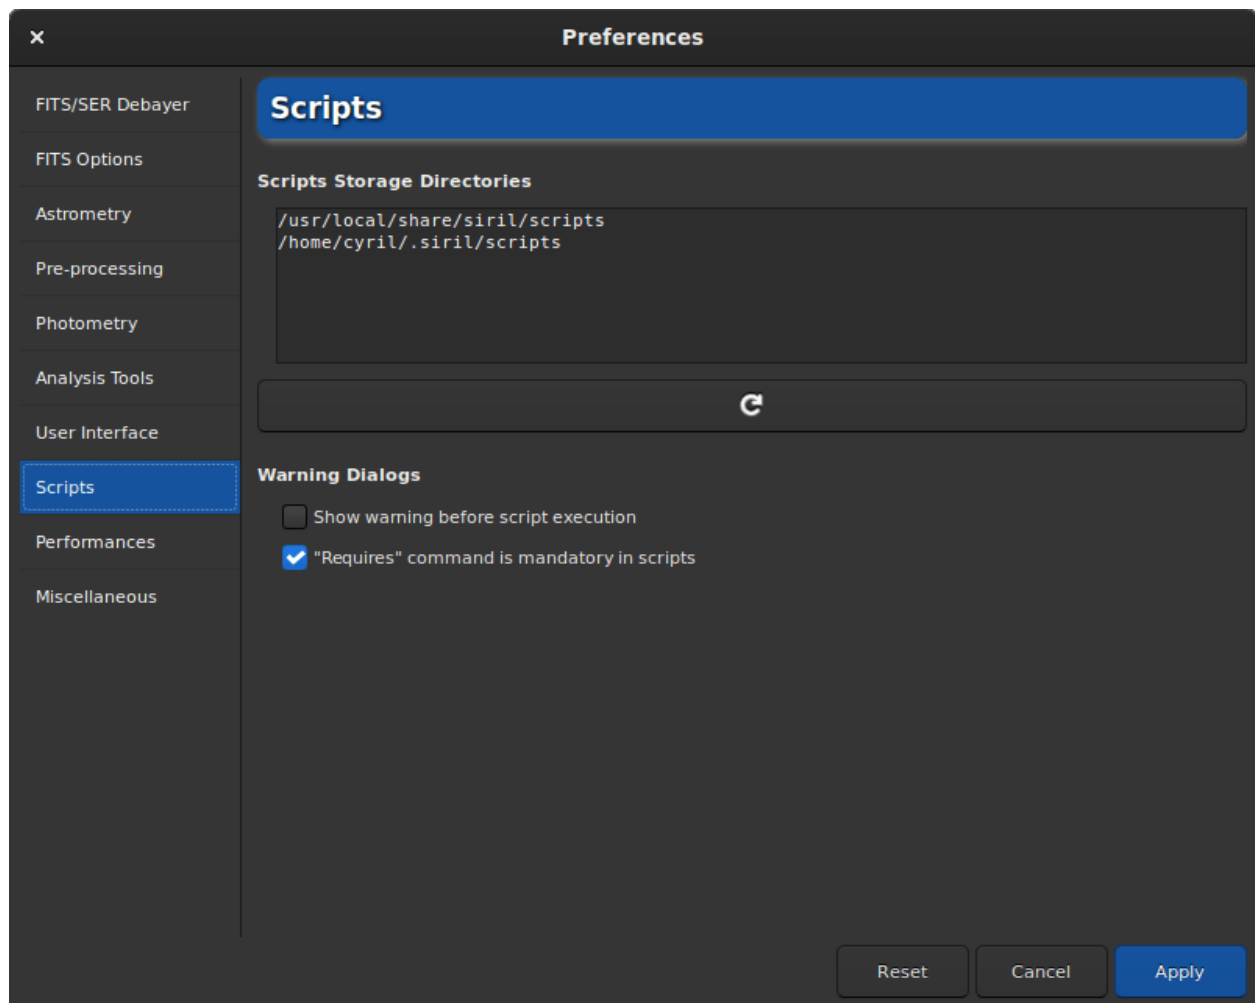 Preferences
FITS/SER Debayer
FITS Options
Astrometry
Pre-processing
Photometry
Analysis Tools
User Interface
Scripts
Performances
Miscellaneous
Scripts
Scripts Storage Directories
/usr/local/share/siril/scripts
/home/cyril/.siril/scripts
Warning Dialogs
Show warning before script execution
"Requires" command is mandatory in scripts
Reset
Cancel
Apply